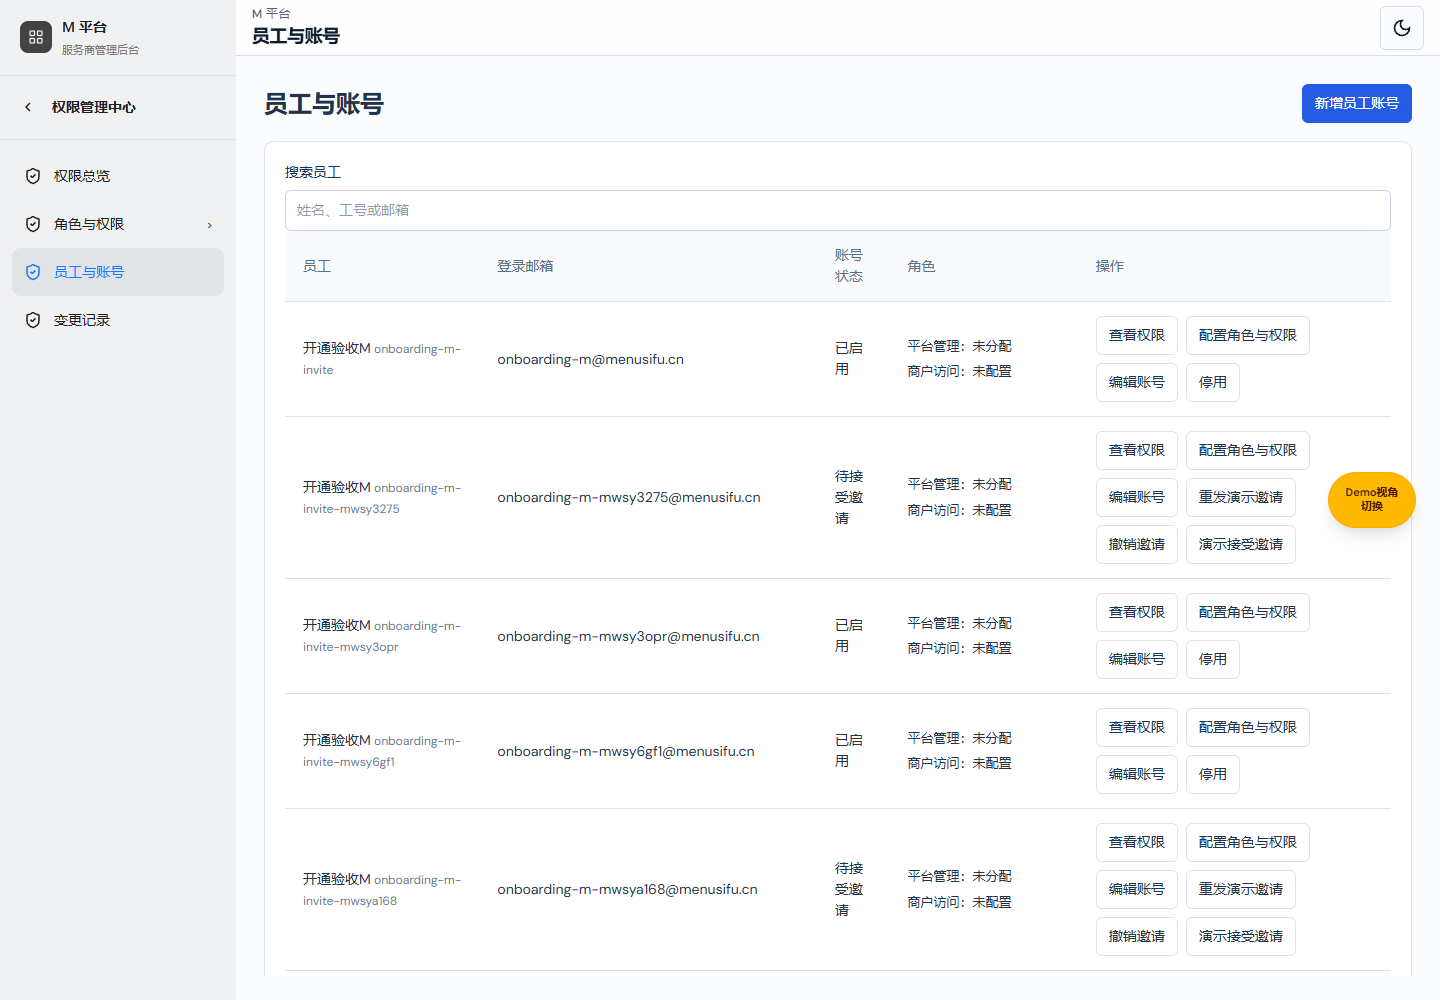 M 平台
服务商管理后台
权限管理中心
权限总览
角色与权限
员工与账号
变更记录
M 平台
员工与账号
员工与账号
新增员工账号
搜索员工
姓名、工号或邮箱
员工
登录邮箱
账号
状态
角色
操作
开通验收M onboarding-m-
invite
onboarding-m@menusifu.cn
已启
用
平台管理：未分配
商户访问：未配置
查看权限
配置角色与权限
编辑账号
停用
开通验收M onboarding-m-
invite-mwsy3275
onboarding-m-mwsy3275@menusifu.cn
待接
受邀
请
平台管理：未分配
商户访问：未配置
查看权限
配置角色与权限
编辑账号
重发演示邀请
撤销邀请
演示接受邀请
Demo视角
切换
开通验收M onboarding-m-
invite-mwsy3opr
onboarding-m-mwsy3opr@menusifu.cn
已启
用
平台管理：未分配
商户访问：未配置
查看权限
配置角色与权限
编辑账号
停用
开通验收M onboarding-m-
invite-mwsy6gf1
onboarding-m-mwsy6gf1@menusifu.cn
已启
用
平台管理：未分配
商户访问：未配置
查看权限
配置角色与权限
编辑账号
停用
开通验收M onboarding-m-
invite-mwsya168
onboarding-m-mwsya168@menusifu.cn
待接
受邀
请
平台管理：未分配
商户访问：未配置
查看权限
配置角色与权限
编辑账号
重发演示邀请
撤销邀请
演示接受邀请